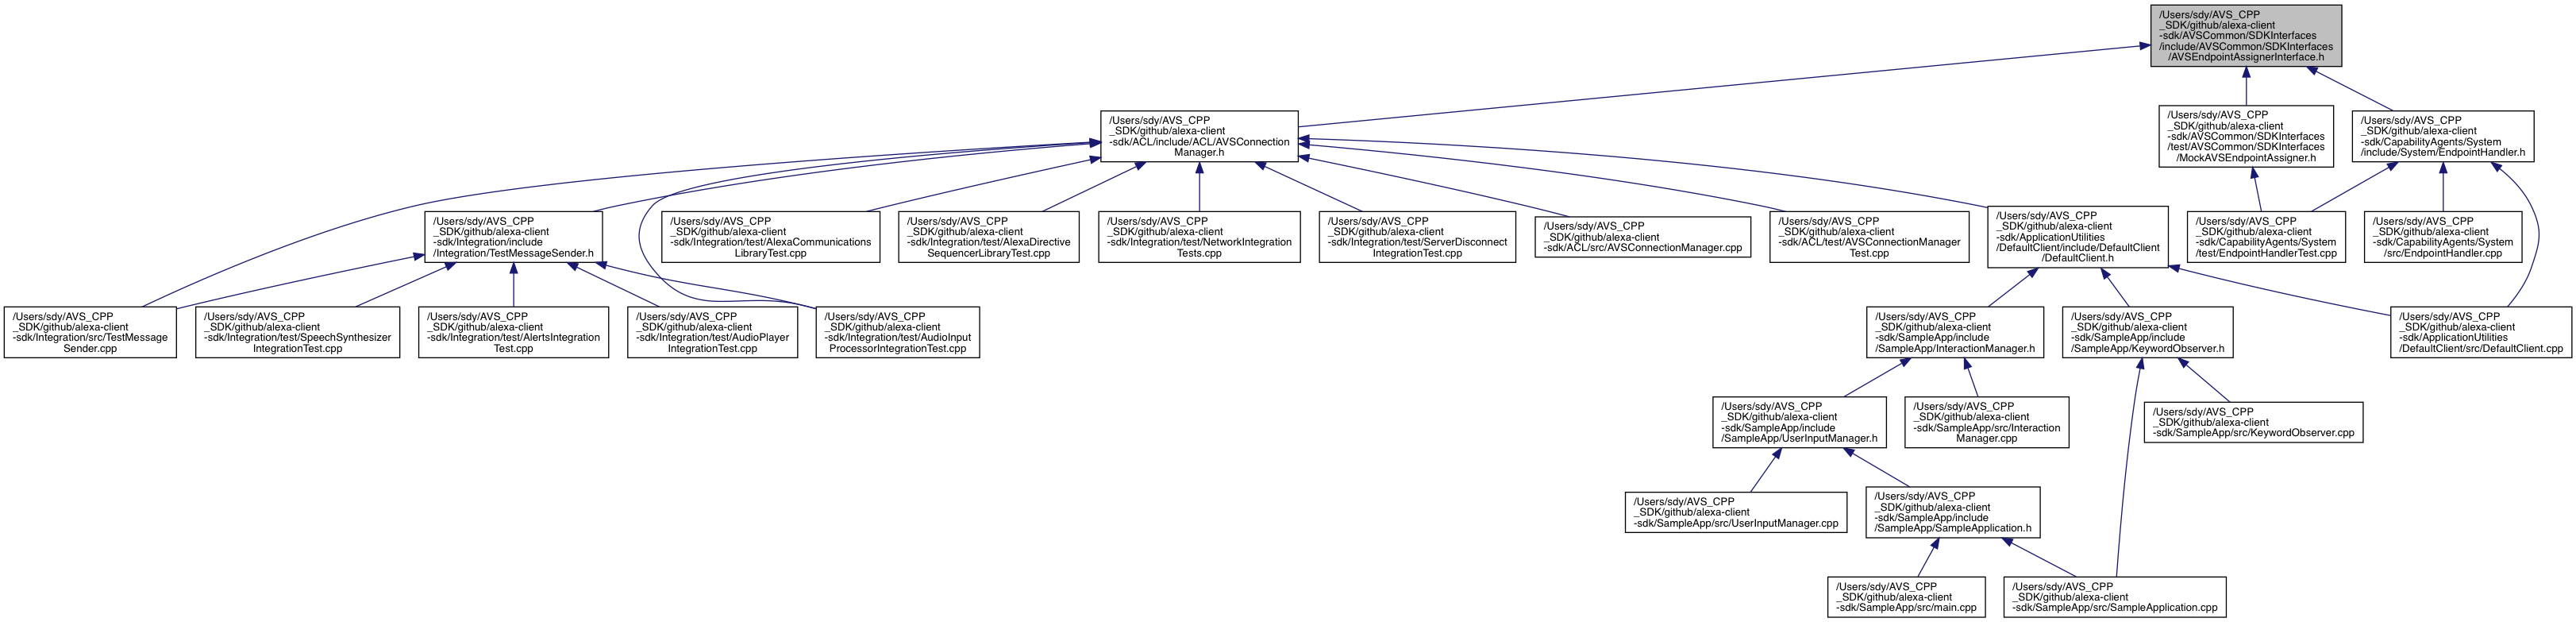 /Users/sdy/AVS_CPP
_SDK/github/alexa-client
-sdk/AVSCommon/SDKInterfaces
/include/AVSCommon/SDKInterfaces
/AVSEndpointAssignerInterface.h
/Users/sdy/AVS_CPP
_SDK/github/alexa-client
-sdk/ACL/include/ACL/AVSConnection
Manager.h
/Users/sdy/AVS_CPP
_SDK/github/alexa-client
-sdk/AVSCommon/SDKInterfaces
/test/AVSCommon/SDKInterfaces
/MockAVSEndpointAssigner.h
/Users/sdy/AVS_CPP
_SDK/github/alexa-client
-sdk/CapabilityAgents/System
/include/System/EndpointHandler.h
/Users/sdy/AVS_CPP
_SDK/github/alexa-client
-sdk/Integration/include
/Integration/TestMessageSender.h
/Users/sdy/AVS_CPP
_SDK/github/alexa-client
-sdk/Integration/test/AlexaCommunications
LibraryTest.cpp
/Users/sdy/AVS_CPP
_SDK/github/alexa-client
-sdk/Integration/test/AlexaDirective
SequencerLibraryTest.cpp
/Users/sdy/AVS_CPP
_SDK/github/alexa-client
-sdk/Integration/test/NetworkIntegration
Tests.cpp
/Users/sdy/AVS_CPP
_SDK/github/alexa-client
-sdk/Integration/test/ServerDisconnect
IntegrationTest.cpp
/Users/sdy/AVS_CPP
_SDK/github/alexa-client
-sdk/ACL/src/AVSConnectionManager.cpp
/Users/sdy/AVS_CPP
_SDK/github/alexa-client
-sdk/ACL/test/AVSConnectionManager
Test.cpp
/Users/sdy/AVS_CPP
_SDK/github/alexa-client
-sdk/ApplicationUtilities
/DefaultClient/include/DefaultClient
/DefaultClient.h
/Users/sdy/AVS_CPP
_SDK/github/alexa-client
-sdk/CapabilityAgents/System
/test/EndpointHandlerTest.cpp
/Users/sdy/AVS_CPP
_SDK/github/alexa-client
-sdk/CapabilityAgents/System
/src/EndpointHandler.cpp
/Users/sdy/AVS_CPP
_SDK/github/alexa-client
-sdk/Integration/src/TestMessage
Sender.cpp
/Users/sdy/AVS_CPP
_SDK/github/alexa-client
-sdk/Integration/test/SpeechSynthesizer
IntegrationTest.cpp
/Users/sdy/AVS_CPP
_SDK/github/alexa-client
-sdk/Integration/test/AlertsIntegration
Test.cpp
/Users/sdy/AVS_CPP
_SDK/github/alexa-client
-sdk/Integration/test/AudioPlayer
IntegrationTest.cpp
/Users/sdy/AVS_CPP
_SDK/github/alexa-client
-sdk/Integration/test/AudioInput
ProcessorIntegrationTest.cpp
/Users/sdy/AVS_CPP
_SDK/github/alexa-client
-sdk/SampleApp/include
/SampleApp/InteractionManager.h
/Users/sdy/AVS_CPP
_SDK/github/alexa-client
-sdk/SampleApp/include
/SampleApp/KeywordObserver.h
/Users/sdy/AVS_CPP
_SDK/github/alexa-client
-sdk/ApplicationUtilities
/DefaultClient/src/DefaultClient.cpp
/Users/sdy/AVS_CPP
_SDK/github/alexa-client
-sdk/SampleApp/include
/SampleApp/UserInputManager.h
/Users/sdy/AVS_CPP
_SDK/github/alexa-client
-sdk/SampleApp/src/Interaction
Manager.cpp
/Users/sdy/AVS_CPP
_SDK/github/alexa-client
-sdk/SampleApp/src/KeywordObserver.cpp
/Users/sdy/AVS_CPP
_SDK/github/alexa-client
-sdk/SampleApp/src/UserInputManager.cpp
/Users/sdy/AVS_CPP
_SDK/github/alexa-client
-sdk/SampleApp/include
/SampleApp/SampleApplication.h
/Users/sdy/AVS_CPP
_SDK/github/alexa-client
-sdk/SampleApp/src/main.cpp
/Users/sdy/AVS_CPP
_SDK/github/alexa-client
-sdk/SampleApp/src/SampleApplication.cpp